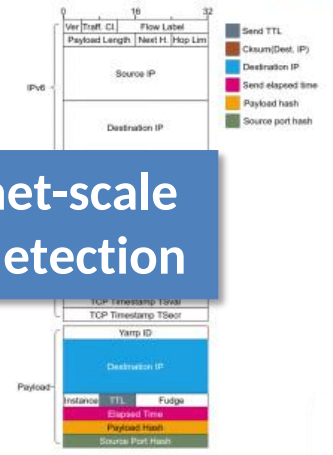 0 16 32
Ver Traff. Cl. Flow Label
Payload Length Next H. Hop Lim
Source IP
IPv6
Destination IP
Send TTL
Cksum(Dest. IP)
Destination IP
Send elapsed time
Payload hash
Source port hash
net-scale
etection
TCP Timestamp TSval
TCP Timestamp TSecr
Yarrp ID
Destination IP
Payload
Instance TTL Fudge
Elapsed Time
Payload Hash
Source Port Hash